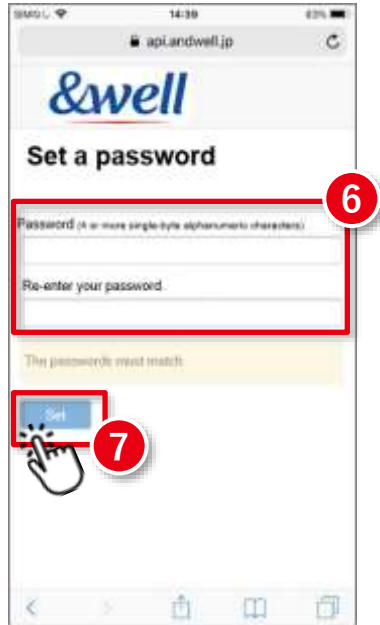 14:39
api.andwell.jp
&well
Set a password
6
Password (4 or more single-byte alphanumeric characters)
Re-enter your password
The passwords must match
Set
7